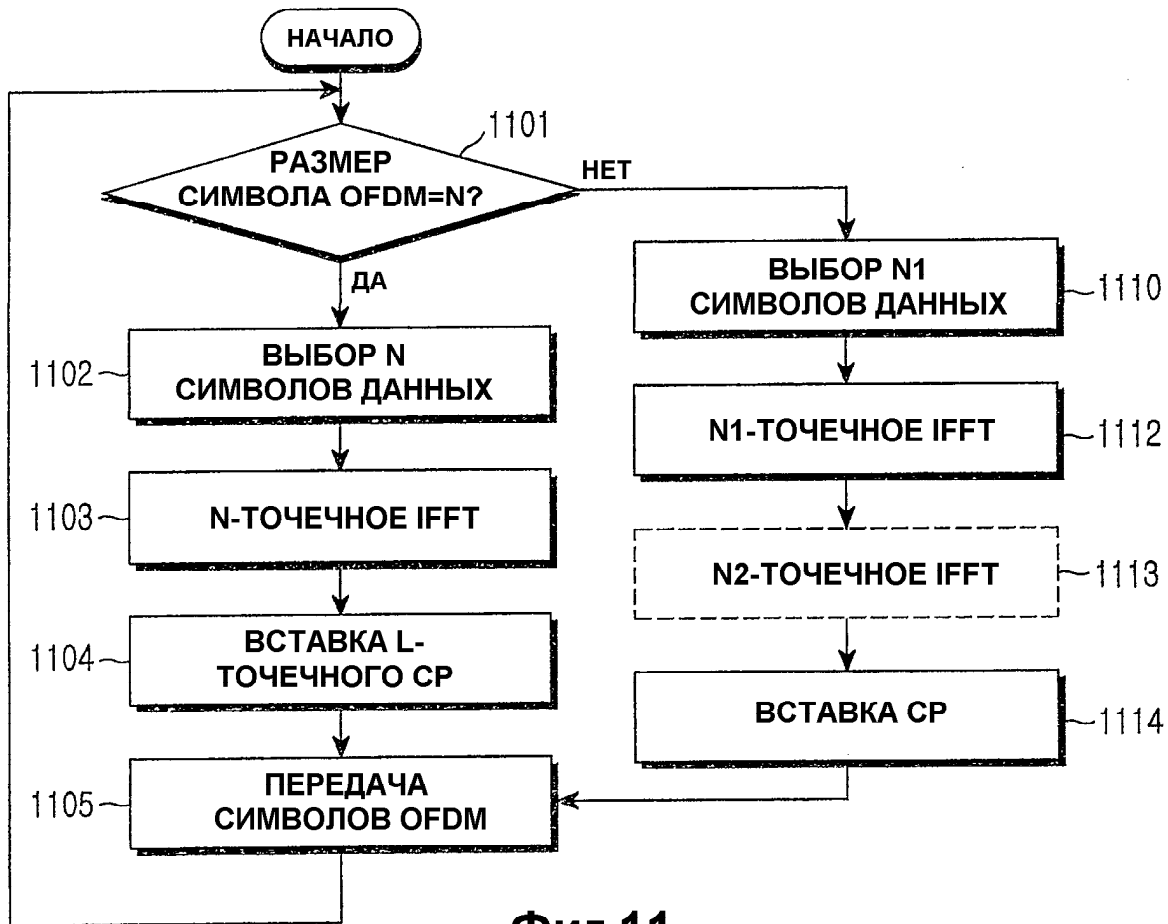 НАЧАЛО
1101
РАЗМЕР
СИМВОЛА OFDM=N?
НЕТ
ДА
1102
ВЫБОР N
СИМВОЛОВ ДАННЫХ
1103
N-ТОЧЕЧНОЕ IFFT
1104
ВСТАВКА L-
ТОЧЕЧНОГО CP
1105
ПЕРЕДАЧА
СИМВОЛОВ OFDM
ВЫБОР N1
СИМВОЛОВ ДАННЫХ
1110
N1-ТОЧЕЧНОЕ IFFT
1112
N2-ТОЧЕЧНОЕ IFFT
1113
ВСТАВКА CP
1114
Фиг.11